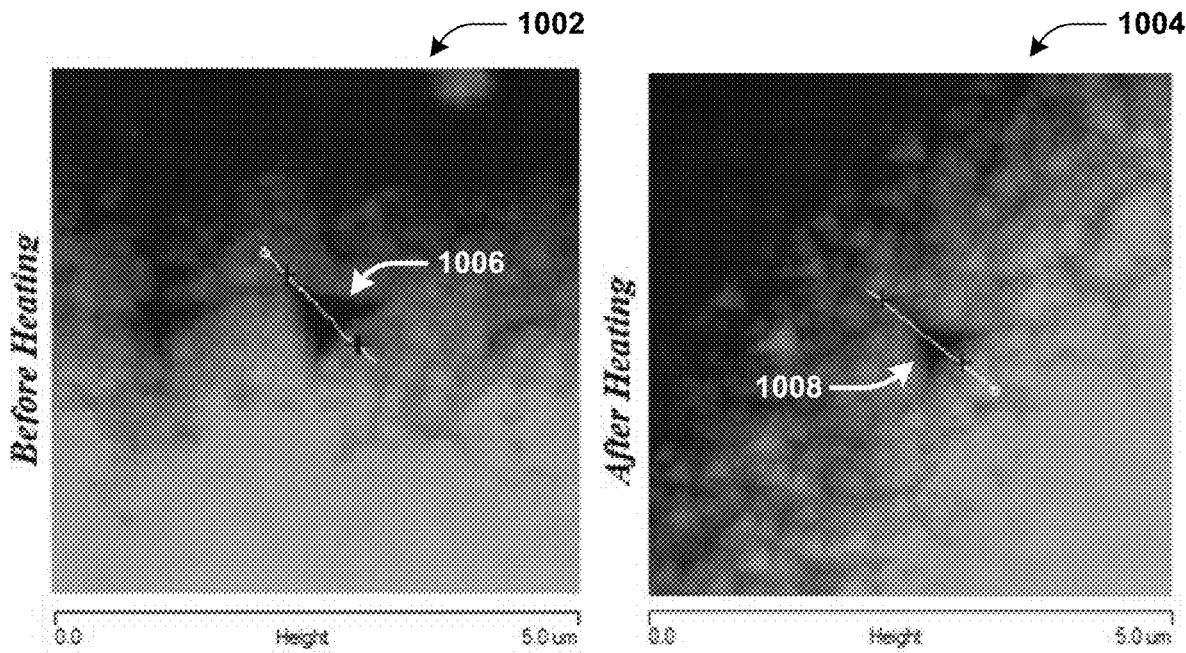 1002
1004
Before Heating
1006
After Heating
1008
0.0 Height 5.0 um
0.0 Height 5.0 um